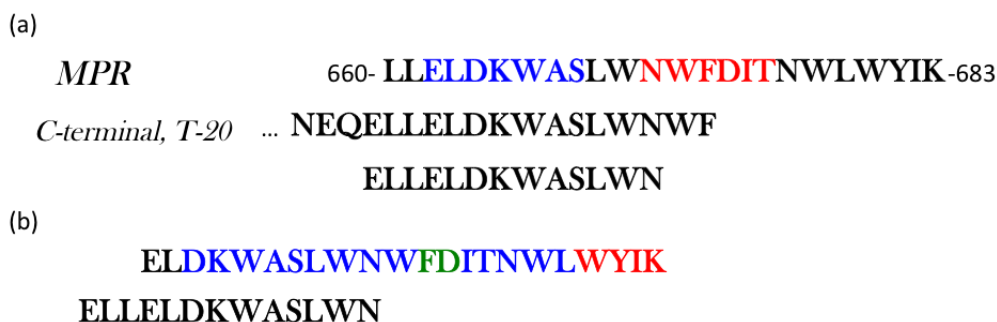 (a)
MPR 660- LLELDKWASLWNWFDITNWLWYIK -683
C-terminal, T-20 ... NEQELLELDKWASLWNWF
ELLELDKWASLWN
(b)
ELDKWASLWNWFDITNWLWYIK
ELLELDKWASLWN